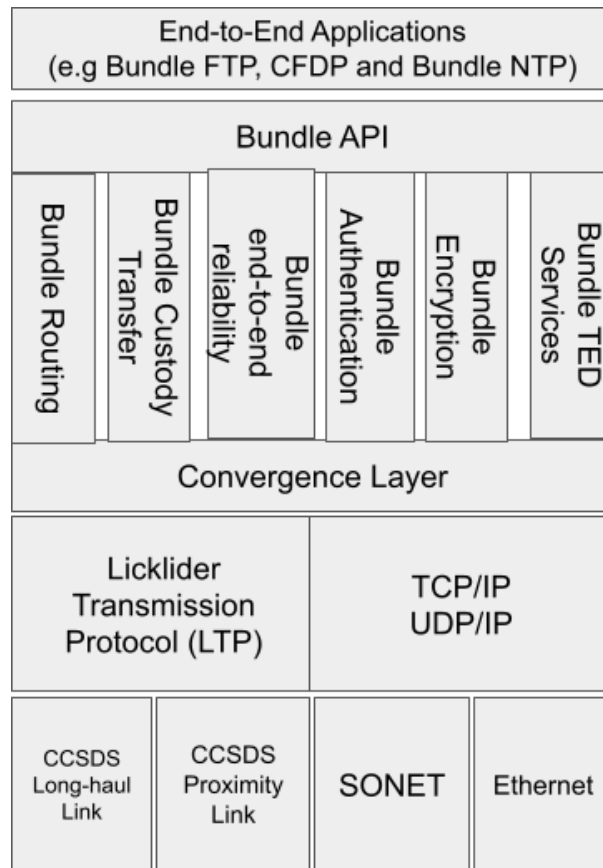 End-to-End Applications
(e.g Bundle FTP, CFDP and Bundle NTP)
Bundle API
Bundle Routing
Bundle Custody
Transfer
Bundle
end-to-end
reliability
Bundle
Authentication
Bundle
Encryption
Bundle TED
Services
Convergence Layer
Licklider
Transmission
Protocol (LTP)
TCP/IP
UDP/IP
CCSDS
Long-haul
Link
CCSDS
Proximity
Link
SONET
Ethernet